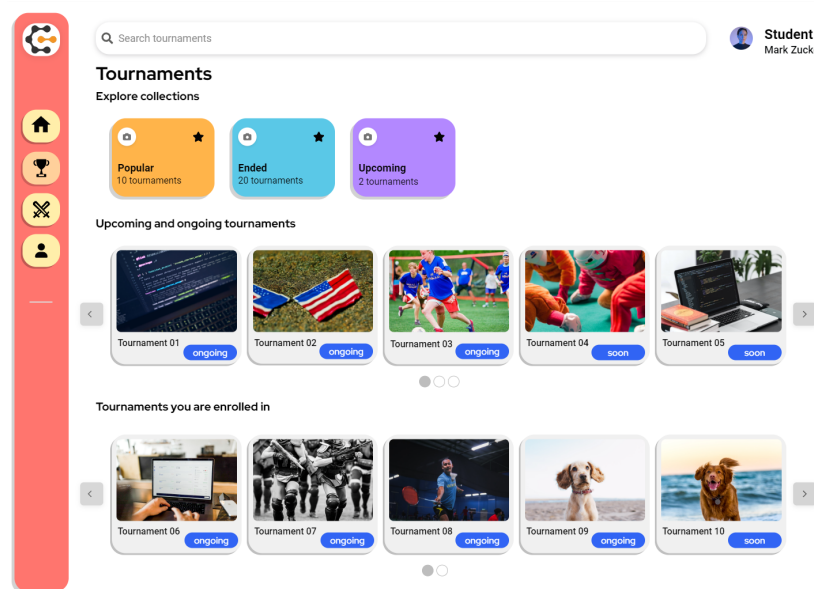 Search tournaments
Student
Mark
Tournaments
Explore collections
Popular
10 tournaments
Ended
20 tournaments
Upcoming
2 tournaments
Upcoming and ongoing tournaments
Tournament 01
ongoing
Tournament 02
ongoing
Tournament 03
ongoing
Tournament 04
soon
Tournament 05
soon
Tournaments you are enrolled in
Tournament 06
ongoing
Tournament 07
ongoing
Tournament 08
ongoing
Tournament 09
ongoing
Tournament 10
soon